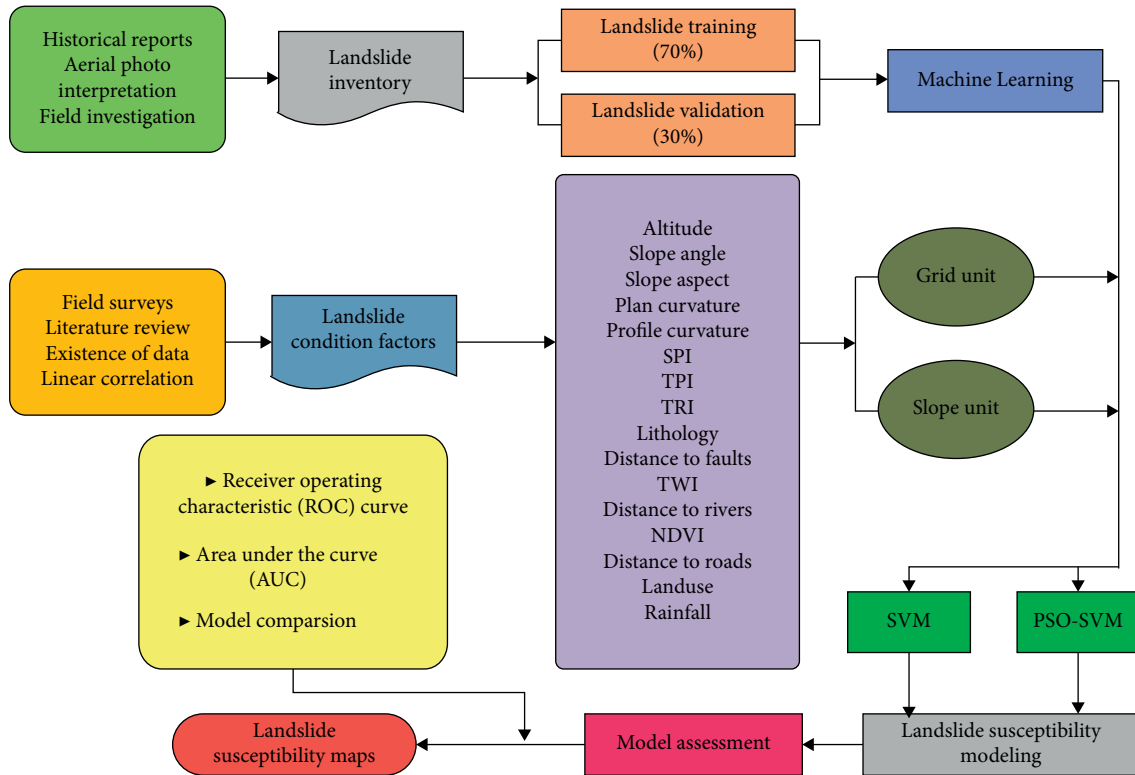 Historical reports
Aerial photo
interpretation
Field investigation
Landslide
inventory
Landslide training
(70%)
Landslide validation
(30%)
Machine Learning
Field surveys
Literature review
Existence of data
Linear correlation
Landslide
condition factors
Altitude
Slope angle
Slope aspect
Plan curvature
Profile curvature
SPI
TPI
TRI
Lithology
Distance to faults
TWI
Distance to rivers
NDVI
Distance to roads
Landuse
Rainfall
Grid unit
Slope unit
► Receiver operating
characteristic (ROC) curve
► Area under the curve
(AUC)
► Model comparsion
SVM
PSO-SVM
Landslide
susceptibility maps
Model assessment
Landslide susceptibility
modeling